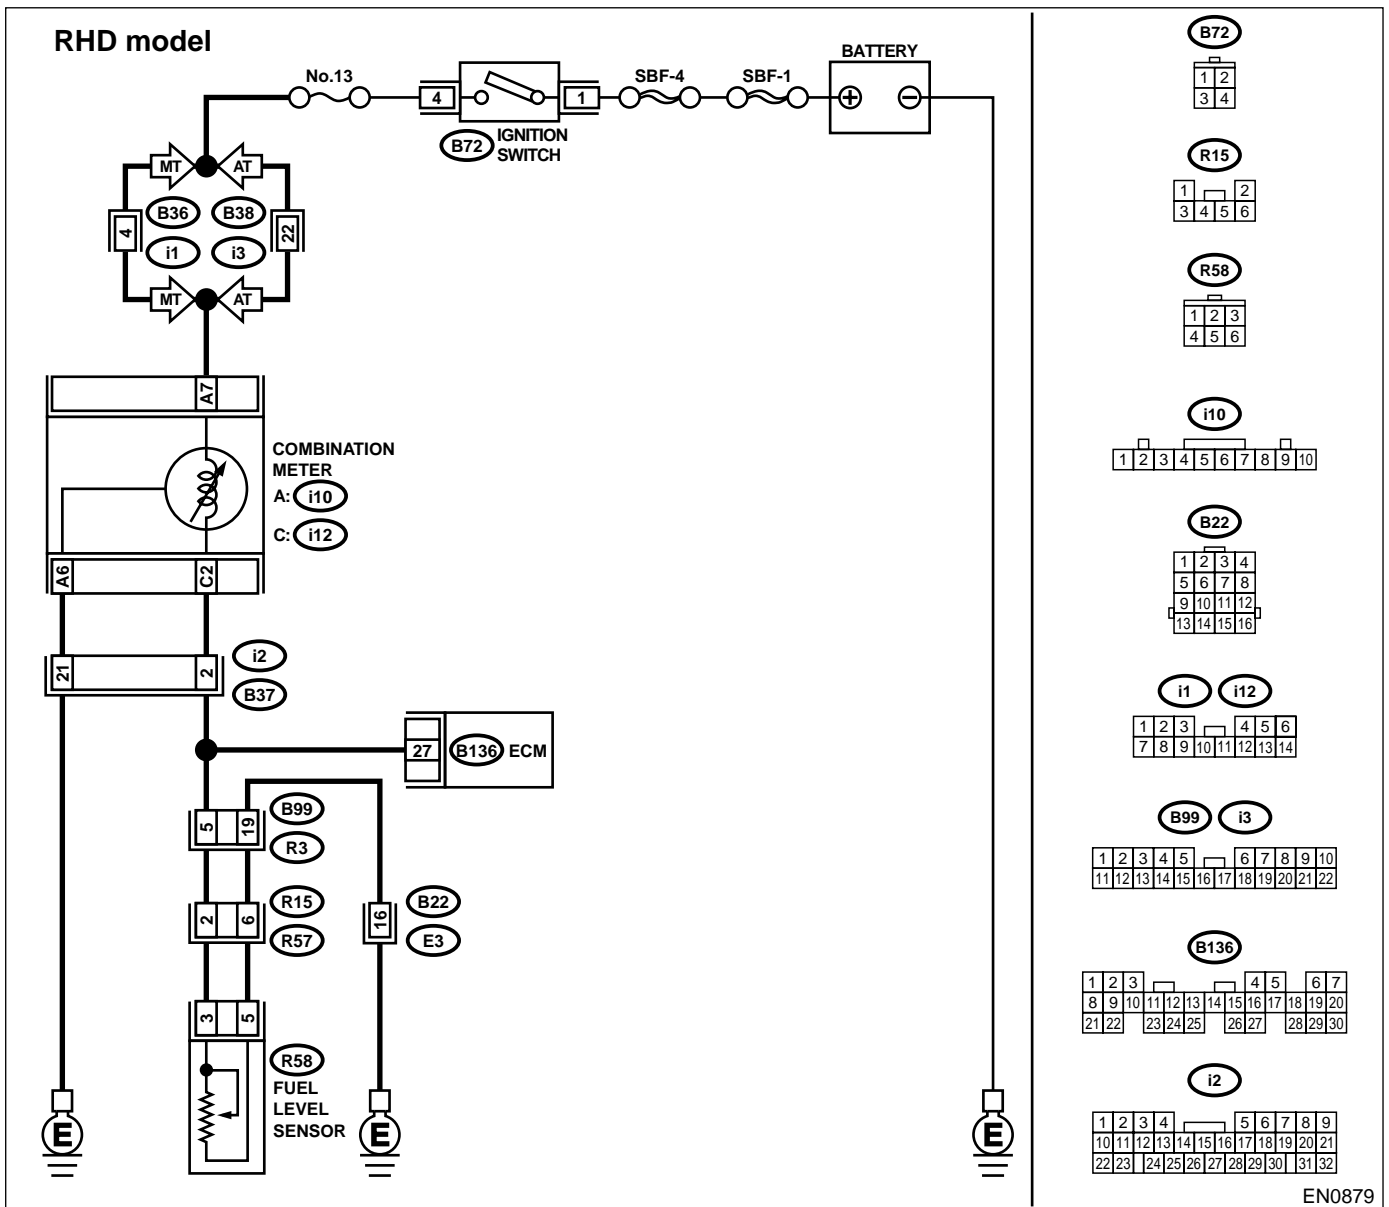 RHD model
BATTERY
No.13
SBF-4
SBF-1
4
1
B72
IGNITION
SWITCH
MT
AT
B36
B38
4
22
i1
i3
MT
AT
A7
COMBINATION
METER
A: i10
C: i12
A6
C2
21
2
i2
B37
27
B136
ECM
5
19
B99
R3
2
6
R15
R57
16
B22
E3
3
5
R58
FUEL
LEVEL
SENSOR
E
E
E
B72
1 2
3 4
R15
1 2
3 4 5 6
R58
1 2 3
4 5 6
i10
1 2 3 4 5 6 7 8 9 10
B22
1 2 3 4
5 6 7 8
9 10 11 12
13 14 15 16
i1 i12
1 2 3 4 5 6
7 8 9 10 11 12 13 14
B99 i3
1 2 3 4 5 6 7 8 9 10
11 12 13 14 15 16 17 18 19 20 21 22
B136
1 2 3 4 5 6 7
8 9 10 11 12 13 14 15 16 17 18 19 20
21 22 23 24 25 26 27 28 29 30
i2
1 2 3 4 5 6 7 8 9
10 11 12 13 14 15 16 17 18 19 20 21
22 23 24 25 26 27 28 29 30 31 32
EN0879